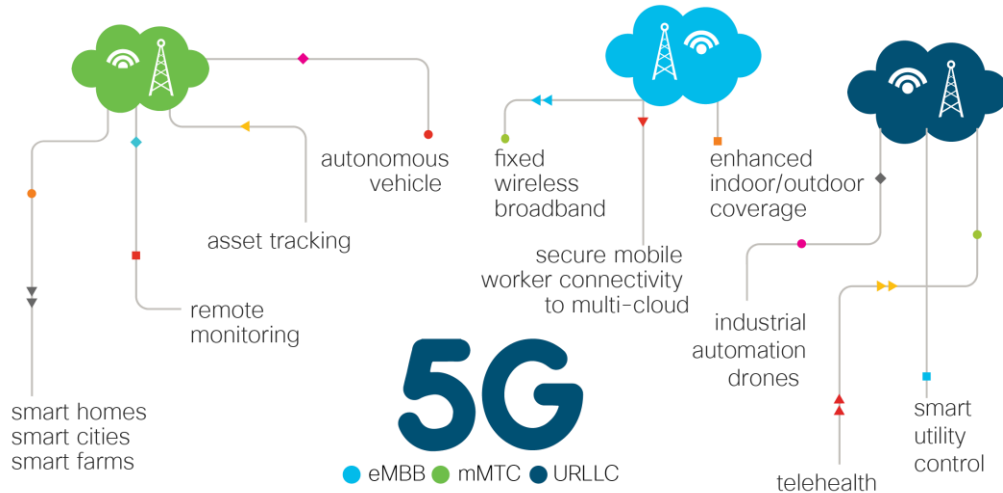 autonomous
vehicle
asset tracking
remote
monitoring
smart homes
smart cities
smart farms
fixed
wireless
broadband
secure mobile
worker connectivity
to multi-cloud
enhanced
indoor/outdoor
coverage
industrial
automation
drones
telehealth
smart
utility
control
5G
eMBB mMTC URLLC